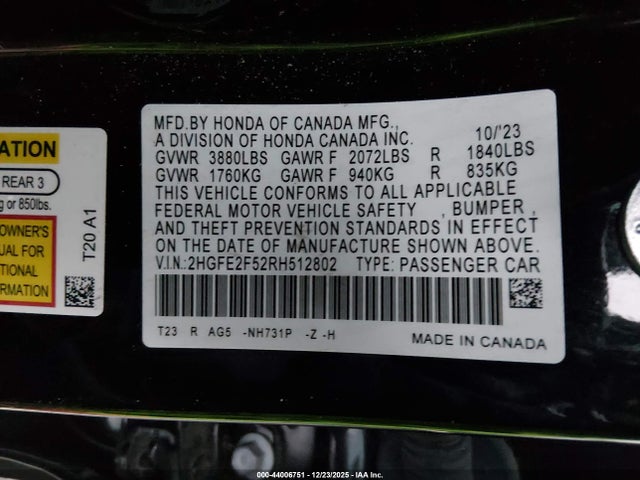 ATION
REAR 3
g or 850lbs.
OWNER'S
UAL FOR
TIONAL
RMATION
T20 A1
MFD.BY HONDA OF CANADA MFG.,
A DIVISION OF HONDA CANADA INC. 10/'23
GVWR 3880LBS GAWR F 2072LBS R 1840LBS
GVWR 1760KG GAWR F 940KG R 835KG
THIS VEHICLE CONFORMS TO ALL APPLICABLE
FEDERAL MOTOR VEHICLE SAFETY , BUMPER,
AND THEFT PREVENTION STANDARDS IN EFFECT
ON THE DATE OF MANUFACTURE SHOWN ABOVE.
V.I.N.:2HGFE2F52RH512802 TYPE: PASSENGER CAR
T23 R AG5 -NH731P -Z -H
MADE IN CANADA
000-44006751 - 12/23/2025 - IAA Inc.